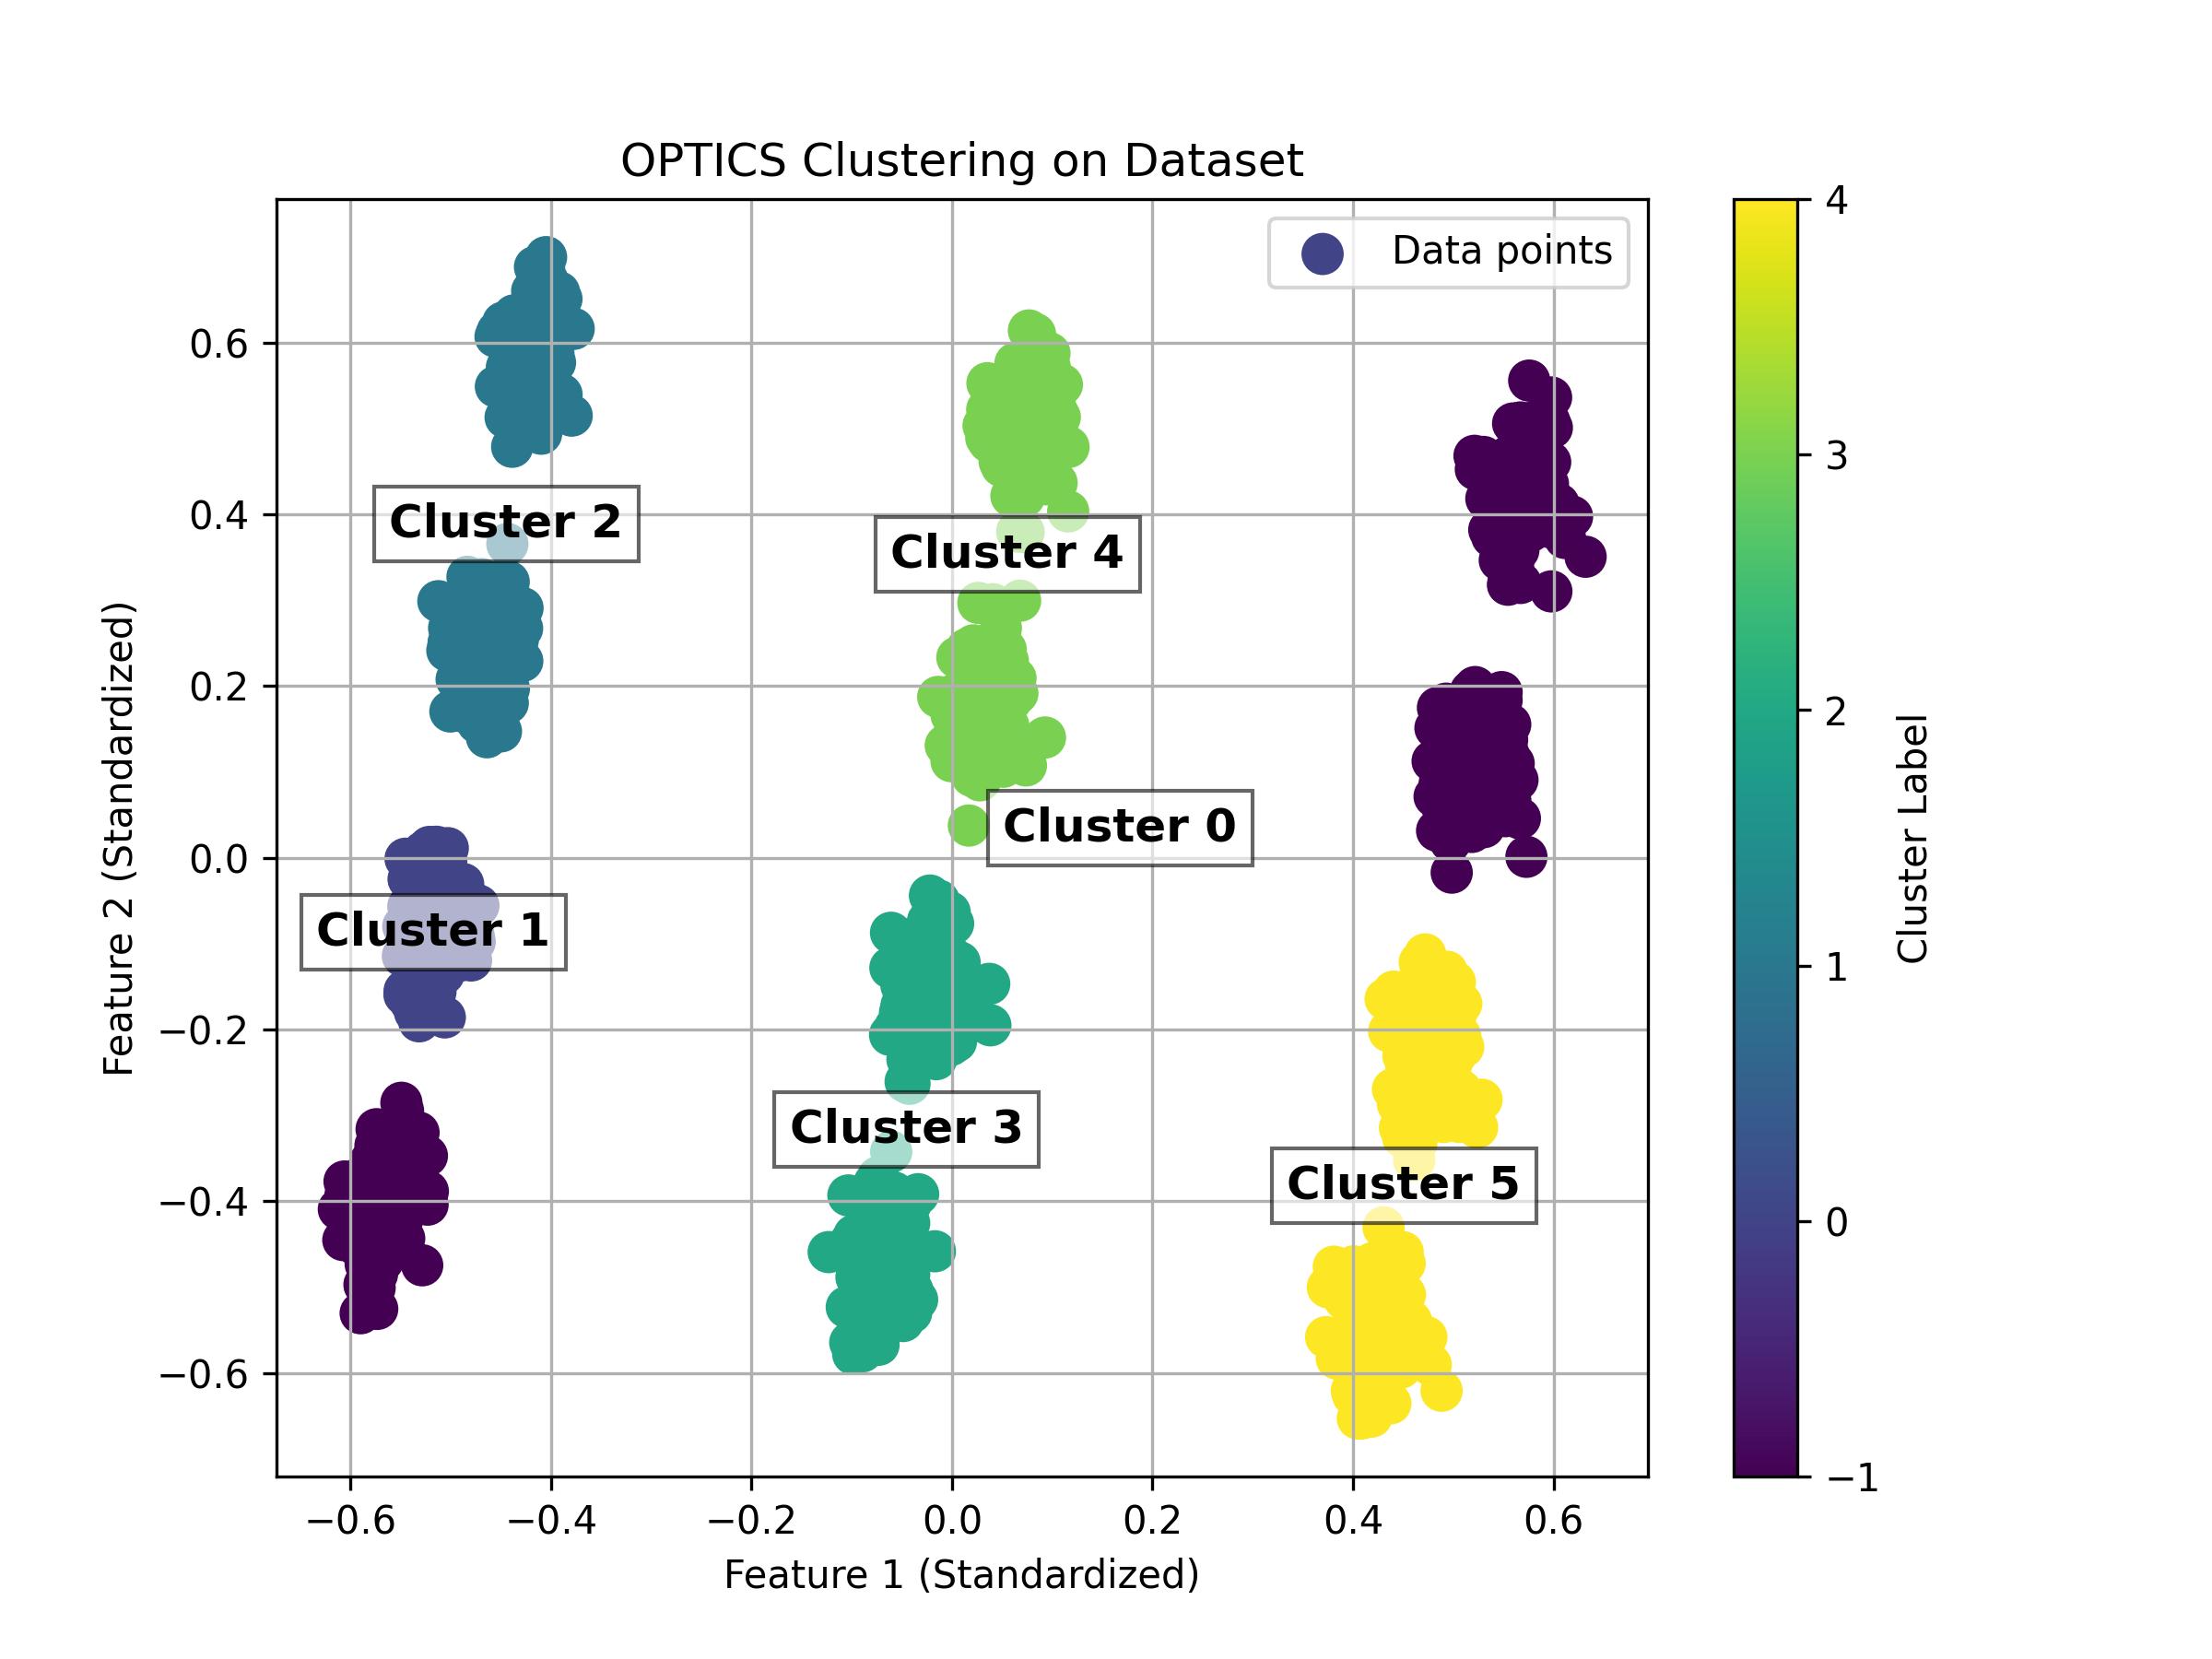 OPTICS Clustering on Dataset
Data points
Cluster 2
Cluster 4
Cluster 0
Cluster 1
Cluster 3
Cluster 5
0.6
0.4
0.2
0.0
−0.2
−0.4
−0.6
Feature 2 (Standardized)
−0.6 −0.4 −0.2 0.0 0.2 0.4 0.6
Feature 1 (Standardized)
4
3
2
1
0
−1
Cluster Label